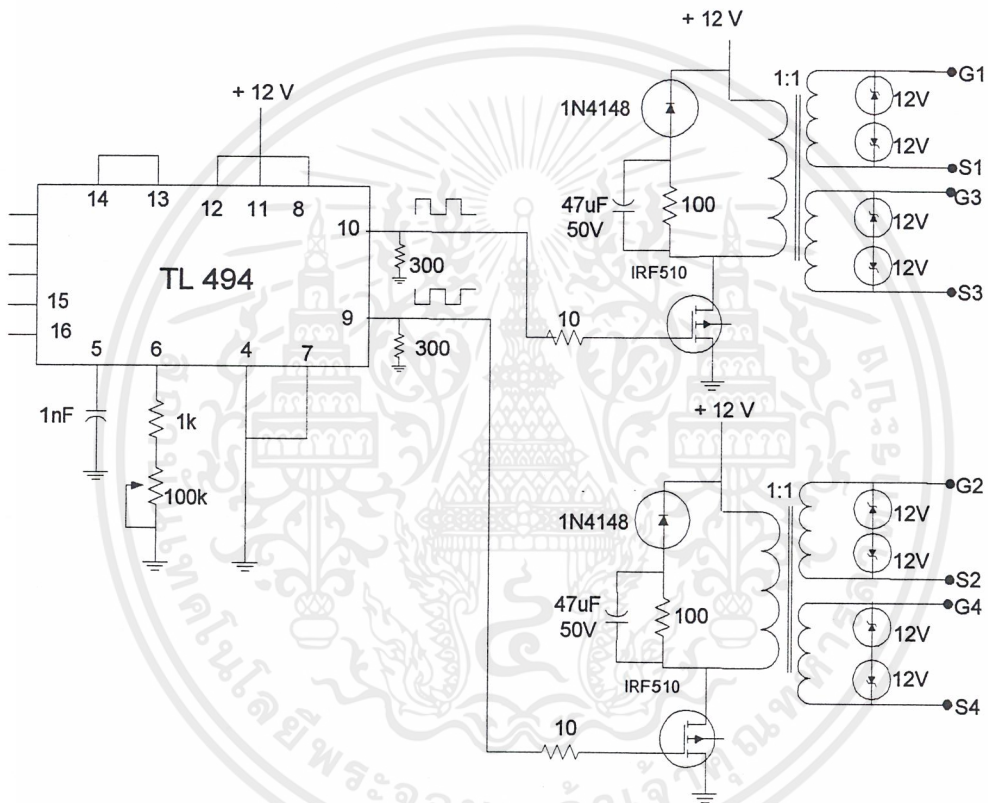 + 12 V
1N4148
47uF
50V
100
IRF510
1:1
12V
12V
12V
12V
G1
S1
G3
S3
+ 12 V
14
13
12
11
8
10
9
TL 494
15
16
5
6
4
7
300
300
10
1nF
1k
100k
+ 12 V
1N4148
47uF
50V
100
IRF510
10
1:1
12V
12V
12V
12V
G2
S2
G4
S4